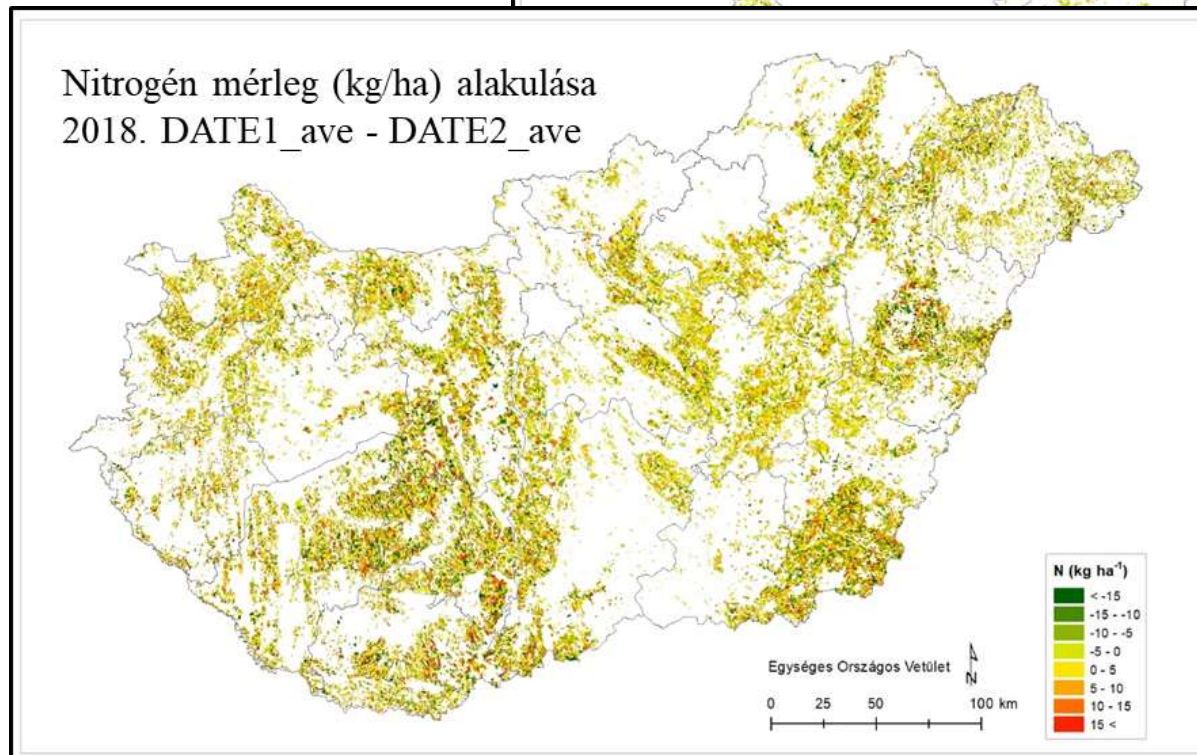 Nitrogén mérleg (kg/ha) alakulása
2018. DATE1_ave - DATE2_ave
N (kg ha⁻¹)
< -15
-15 - -10
-10 - -5
-5 - 0
0 - 5
5 - 10
10 - 15
15 <
Egységes Országos Vetület
N
0 25 50 100 km